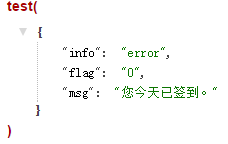 test(
{
"info": "error",
"flag": "0",
"msg": "您今天已签到。"
}
)